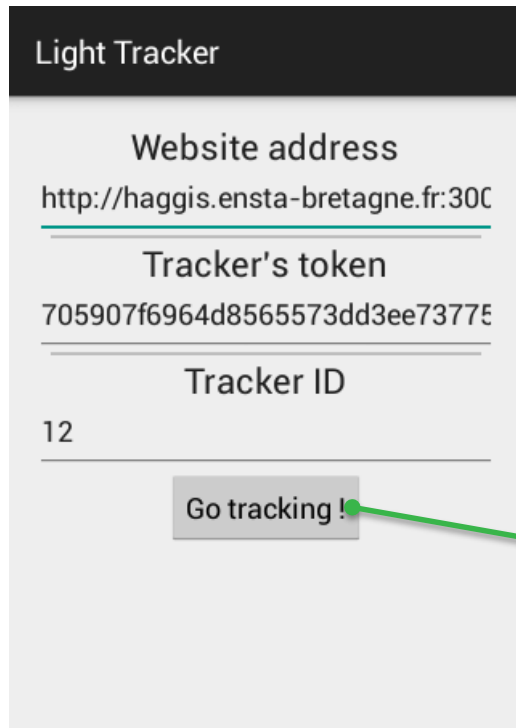 Light Tracker
Website address
http://haggis.ensta-bretagne.fr:300
Tracker's token
705907f6964d8565573dd3ee73775
Tracker ID
12
Go tracking !